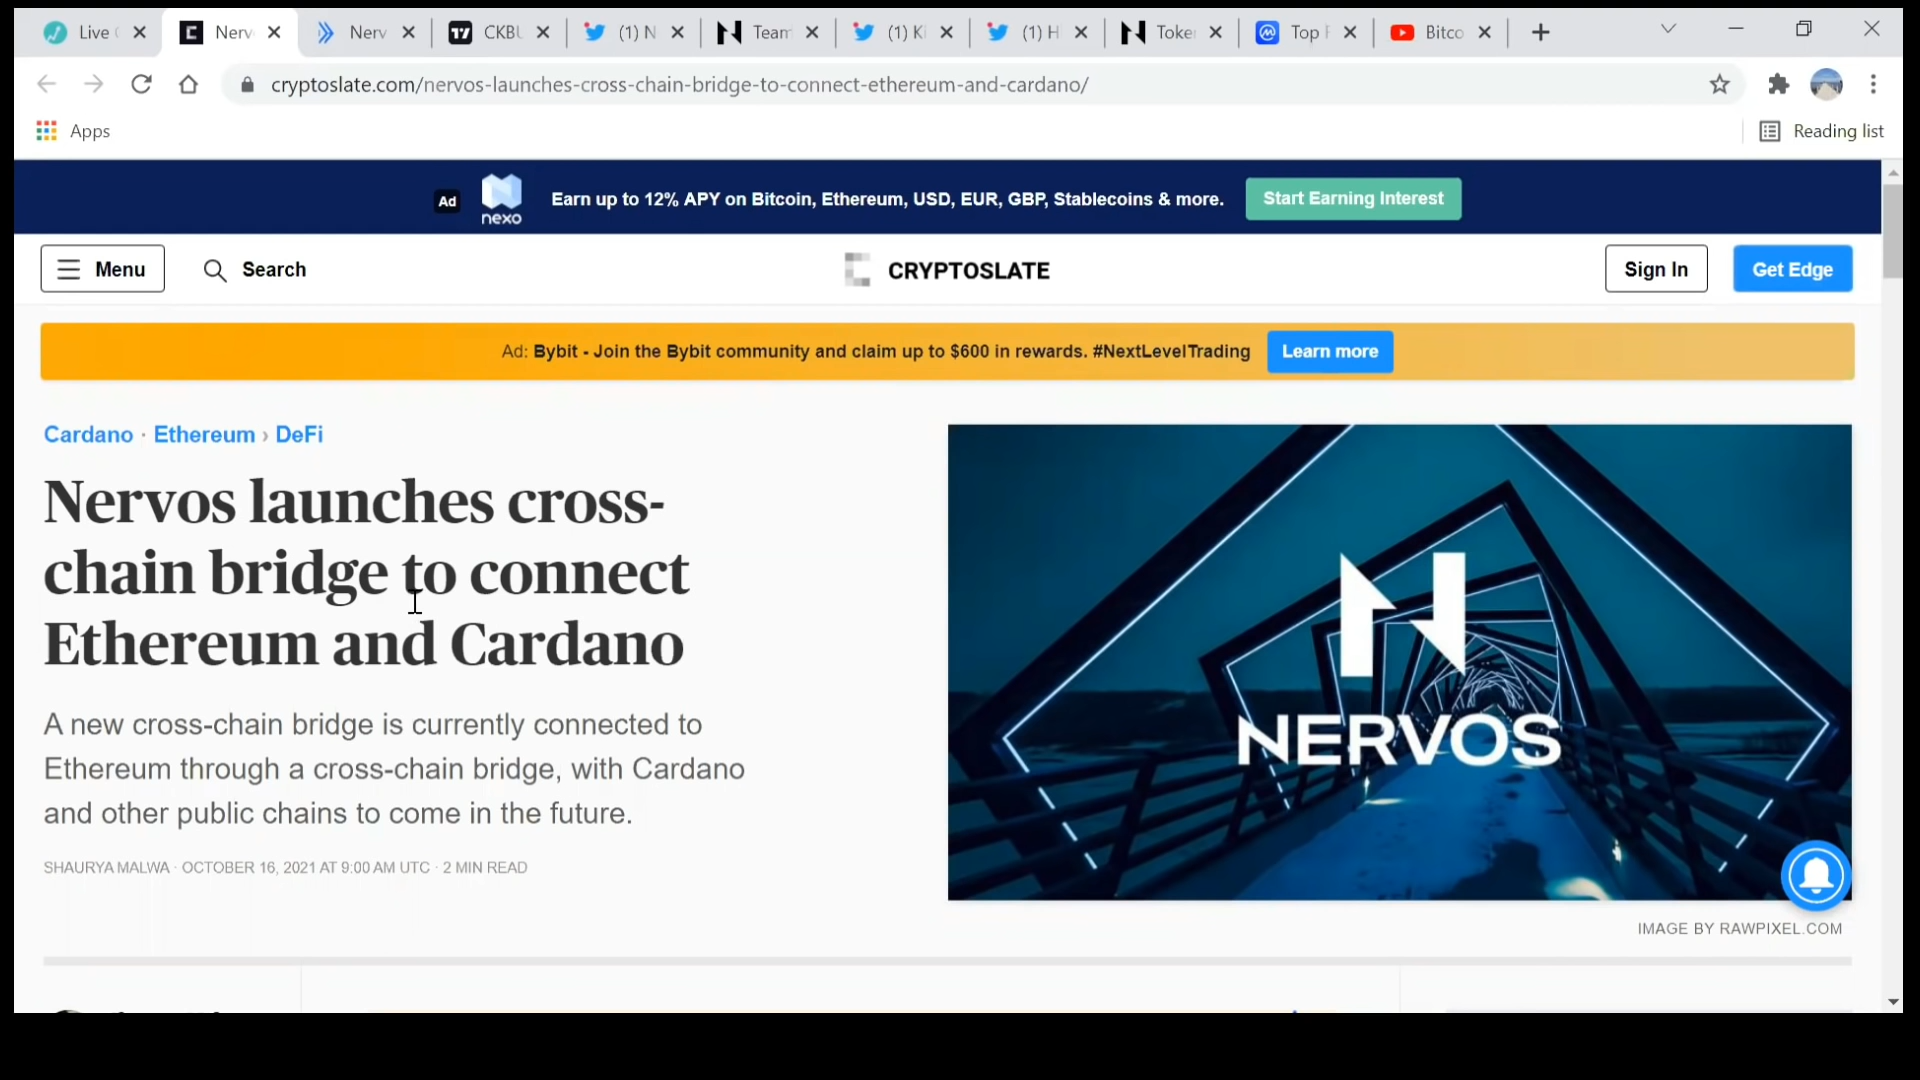 Live
Nerv
Nerv
CKBU
(1) N
Team
(1) Ki
(1) H
Toke
Top
Bitco
cryptoslate.com/nervos-launches-cross-chain-bridge-to-connect-ethereum-and-cardano/
Apps
Reading list
Ad
nexo
Earn up to 12% APY on Bitcoin, Ethereum, USD, EUR, GBP, Stablecoins & more.
Start Earning Interest
Menu
Search
CRYPTOSLATE
Sign In
Get Edge
Ad: Bybit - Join the Bybit community and claim up to $600 in rewards. #NextLevelTrading
Learn more
Cardano · Ethereum › DeFi
Nervos launches cross-
chain bridge to connect
Ethereum and Cardano
A new cross-chain bridge is currently connected to
Ethereum through a cross-chain bridge, with Cardano
and other public chains to come in the future.
SHAURYA MALWA · OCTOBER 16, 2021 AT 9:00 AM UTC · 2 MIN READ
NERVOS
IMAGE BY RAWPIXEL.COM